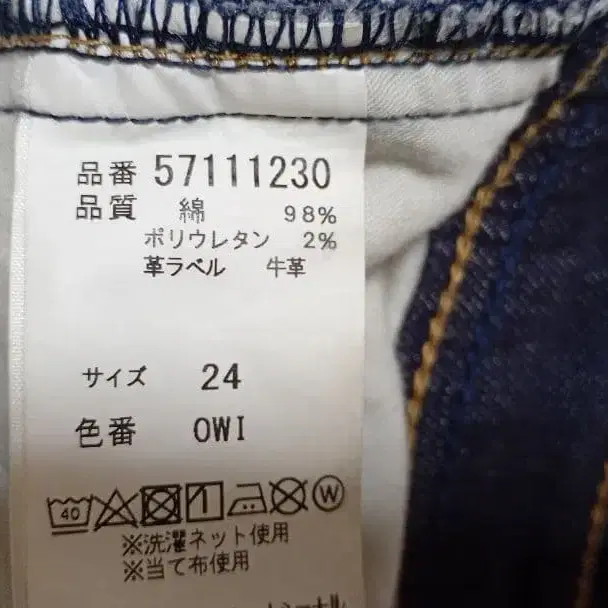 品番 57111230
品質 綿 98%
ポリウレタン 2%
革ラベル 牛革
サイズ 24
色番 OWI
40 W
※洗濯ネット使用
※当て布使用